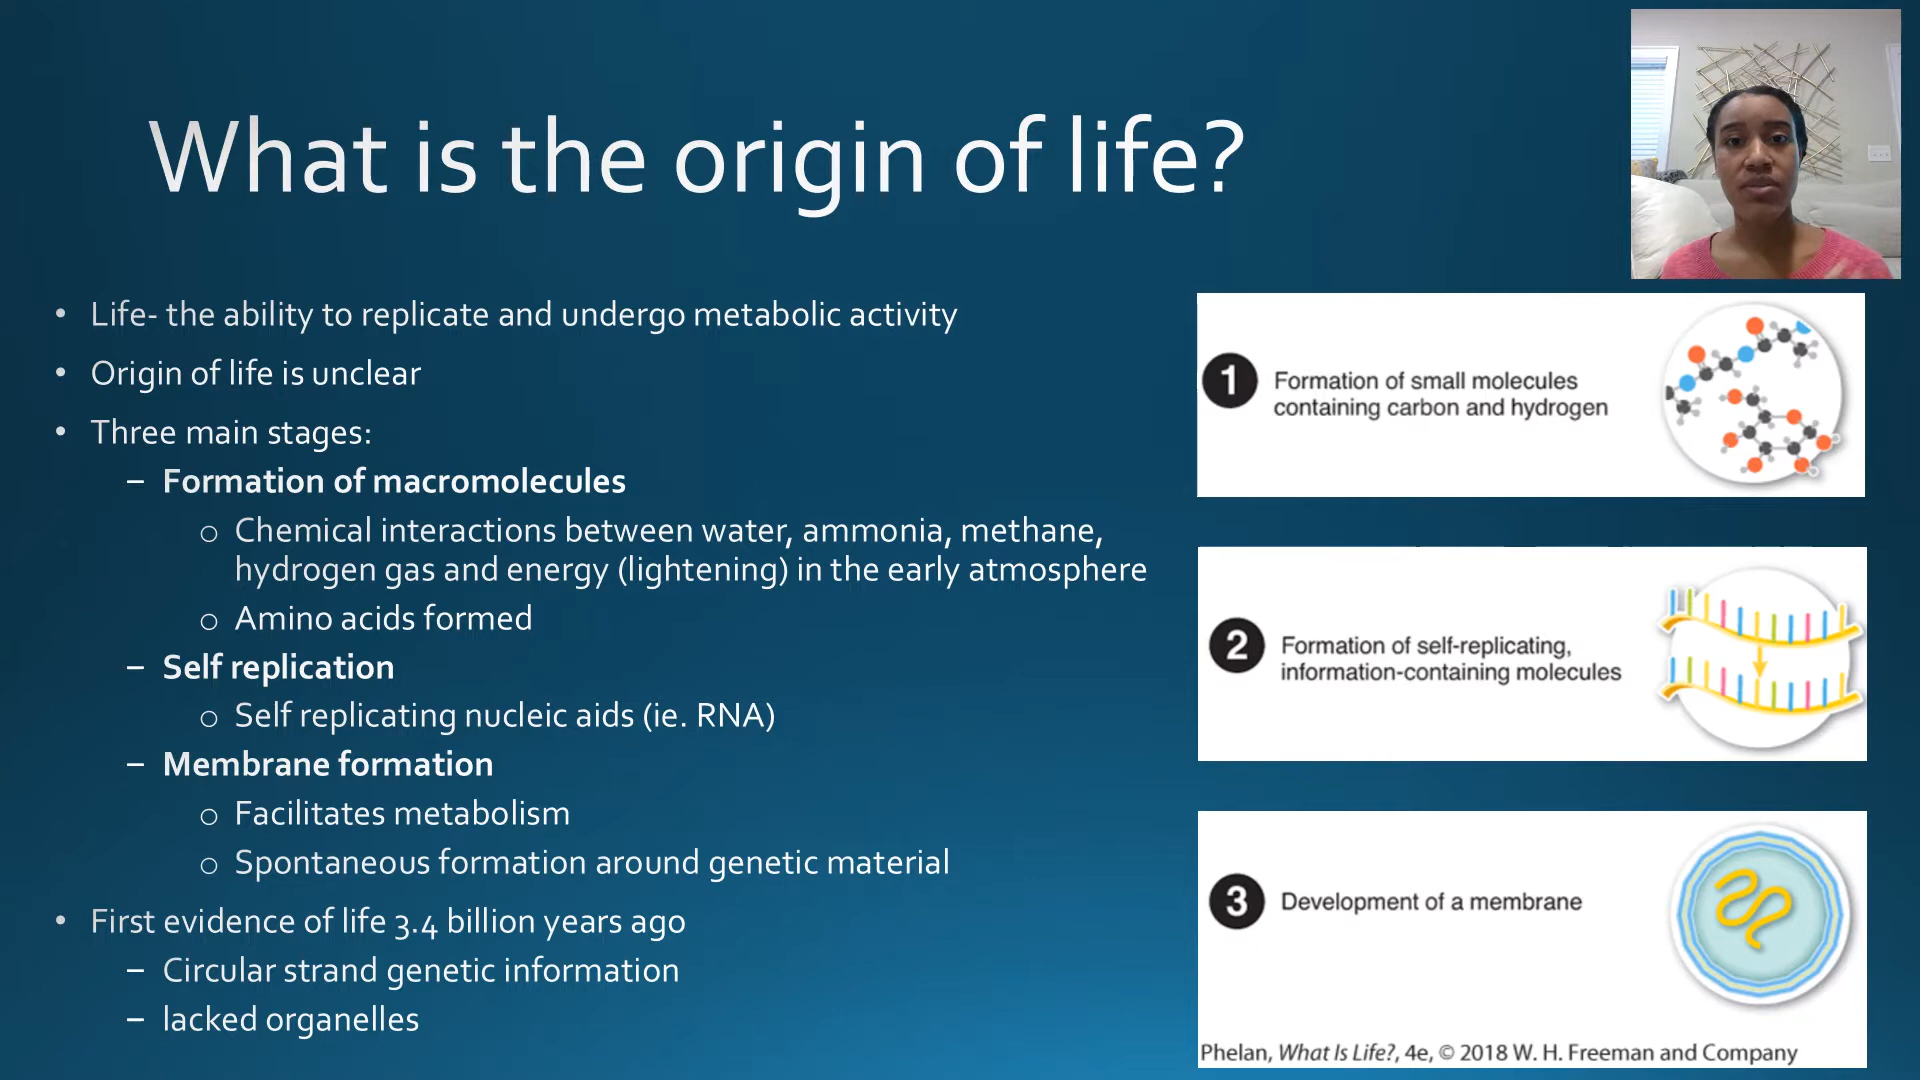 What is the origin of life?
• Life- the ability to replicate and undergo metabolic activity
• Origin of life is unclear
• Three main stages:
– Formation of macromolecules
o Chemical interactions between water, ammonia, methane,
hydrogen gas and energy (lightening) in the early atmosphere
o Amino acids formed
– Self replication
o Self replicating nucleic aids (ie. RNA)
– Membrane formation
o Facilitates metabolism
o Spontaneous formation around genetic material
• First evidence of life 3.4 billion years ago
– Circular strand genetic information
– lacked organelles
1 Formation of small molecules
containing carbon and hydrogen
2 Formation of self-replicating,
information-containing molecules
3 Development of a membrane
Phelan, What Is Life?, 4e, © 2018 W. H. Freeman and Company